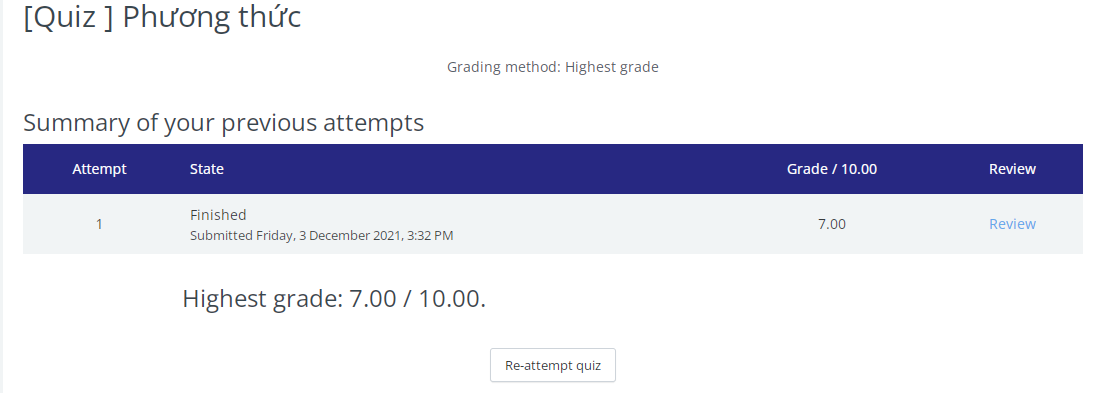 [Quiz ] Phương thức
Grading method: Highest grade
Summary of your previous attempts
Attempt State Grade / 10.00 Review
1 Finished 7.00 Review
Submitted Friday, 3 December 2021, 3:32 PM
Highest grade: 7.00 / 10.00.
Re-attempt quiz